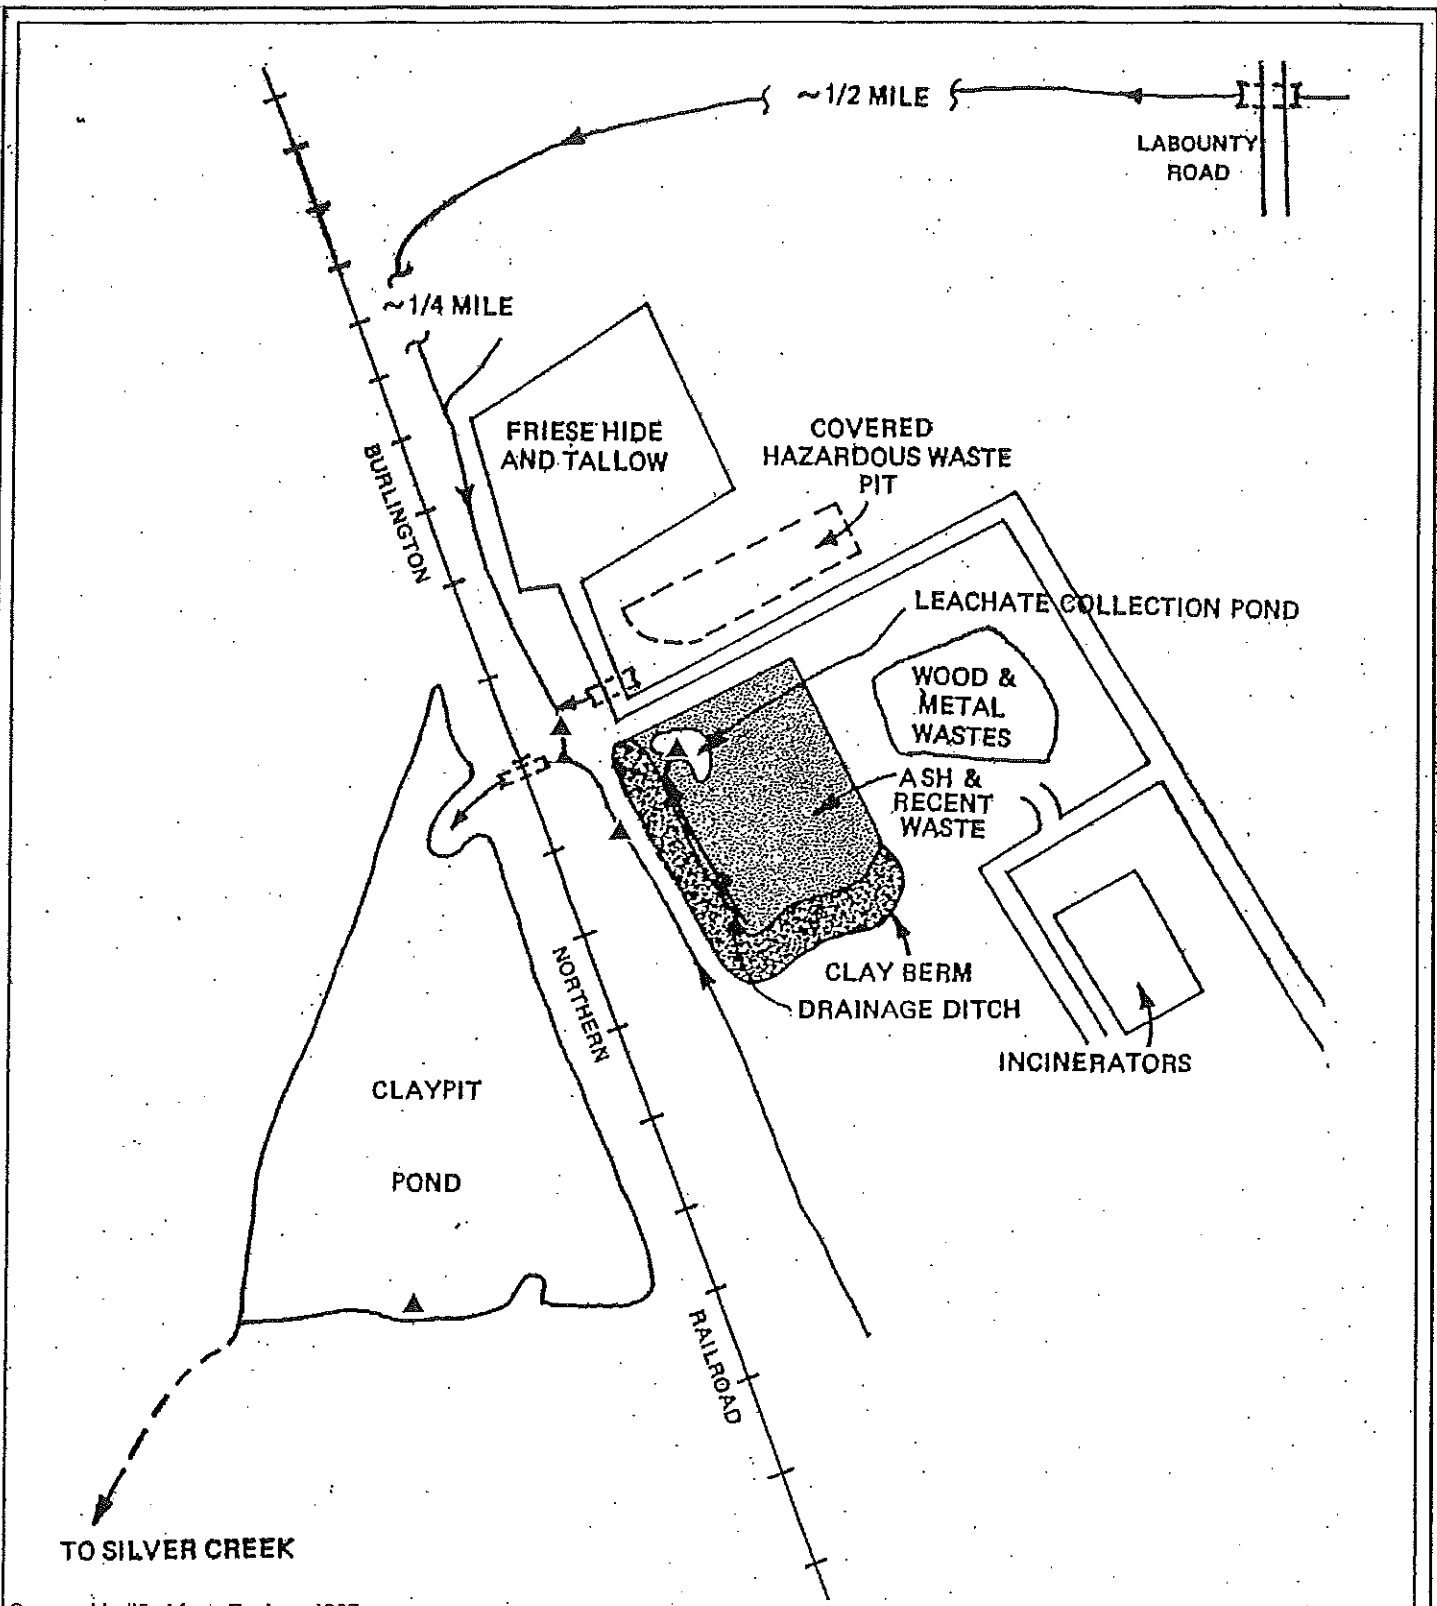 ~1/2 MILE
LABOUNTY
ROAD
~1/4 MILE
FRIESE HIDE
AND TALLOW
COVERED
HAZARDOUS WASTE
PIT
BURLINGTON
LEACHATE COLLECTION POND
WOOD &
METAL
WASTES
ASH &
RECENT
WASTE
NORTHERN
CLAY BERM
DRAINAGE DITCH
INCINERATORS
CLAYPIT
POND
RAILROAD
TO SILVER CREEK